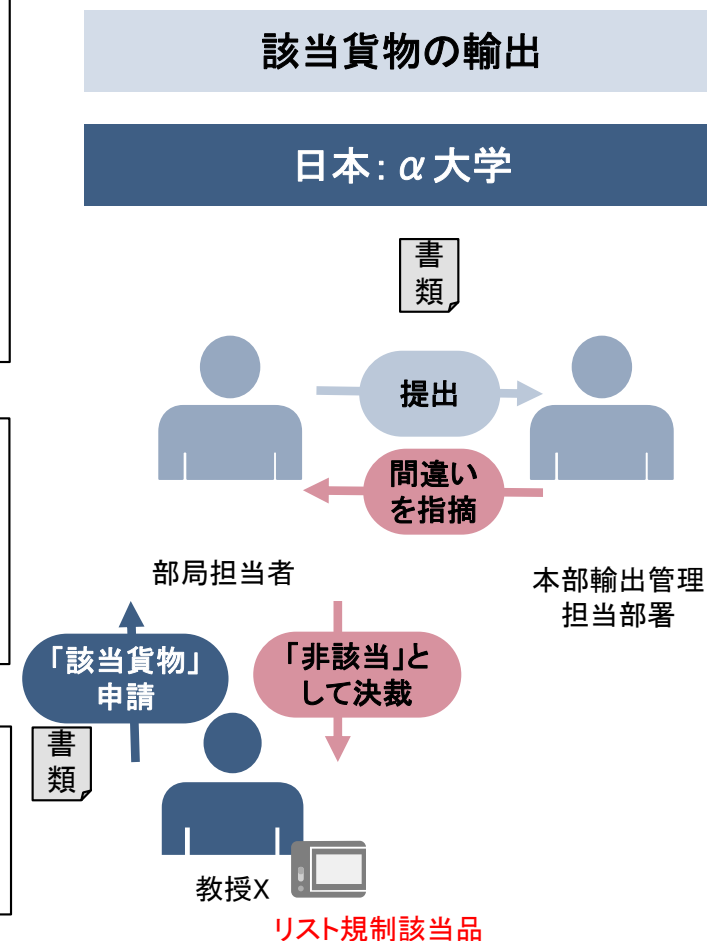 該当貨物の輸出
日本：α大学
書
類
提出
間違い
を指摘
部局担当者
本部輸出管理
担当部署
「該当貨物」
申請
「非該当」と
して決裁
書
類
教授X
リスト規制該当品